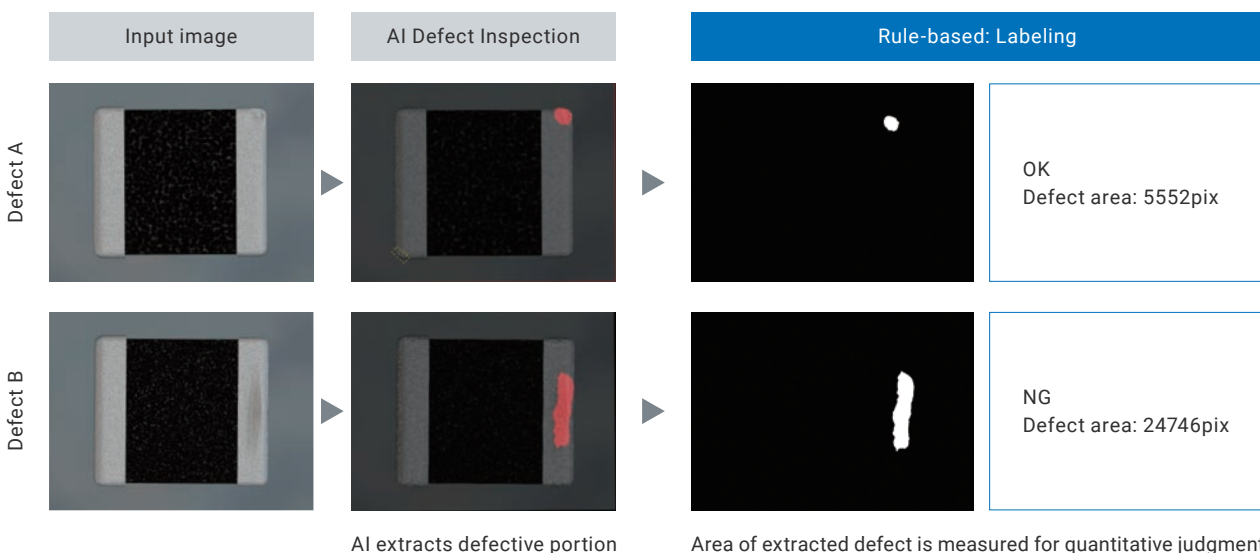 Input image
AI Defect Inspection
Rule-based: Labeling
Defect A
OK
Defect area: 5552pix
Defect B
NG
Defect area: 24746pix
AI extracts defective portion
Area of extracted defect is measured for quantitative judgment